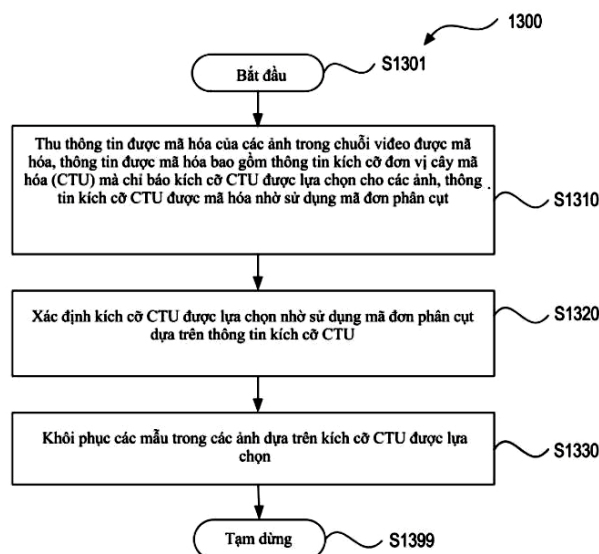 1300
Bắt đầu
S1301
Thu thông tin được mã hóa của các ảnh trong chuỗi viđeo được mã
hóa, thông tin được mã hóa bao gồm thông tin kích cỡ đơn vị cây mã
hóa (CTU) mà chỉ báo kích cỡ CTU được lựa chọn cho các ảnh, thông
tin kích cỡ CTU được mã hóa nhờ sử dụng mã đơn phân cụt
S1310
Xác định kích cỡ CTU được lựa chọn nhờ sử dụng mã đơn phân cụt
dựa trên thông tin kích cỡ CTU
S1320
Khôi phục các mẫu trong các ảnh dựa trên kích cỡ CTU được lựa
chọn
S1330
Tạm dừng
S1399